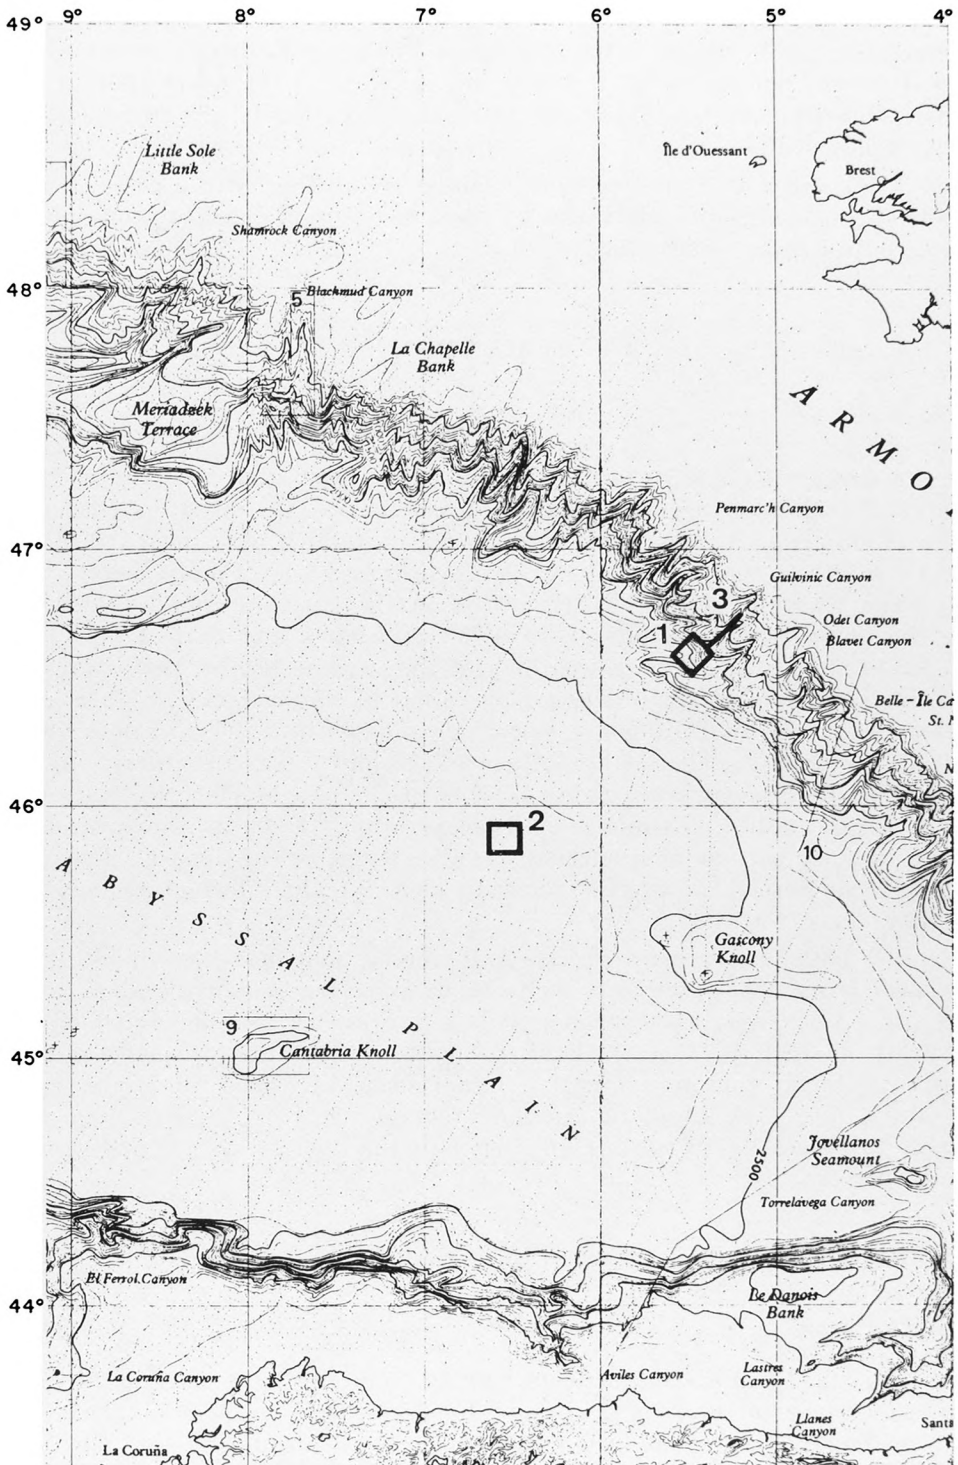 49° 8° 7° 6° 5° 4°
9°
Little Sole
Bank
Île d'Ouessant
Brest
Shamrock Canyon
48°
5 Blackmud Canyon
La Chapelle
Bank
Meriadzek
Terrace
A R M O
Penmarc'h Canyon
47°
Guilvinic Canyon
3
Odet Canyon
1
Blavet Canyon
Belle-Île Ca
St.
N
46°
2
10
A B Y S S A L P L A I N
Gascony
Knoll
9
45°
Cantabria Knoll
Jovellanos
Seamount
2500
Torrelavega Canyon
El Ferrol Canyon
44°
Le Danois
Bank
La Coruña Canyon
Aviles Canyon
Lastres
Canyon
Llanes
Canyon
Santa
La Coruña